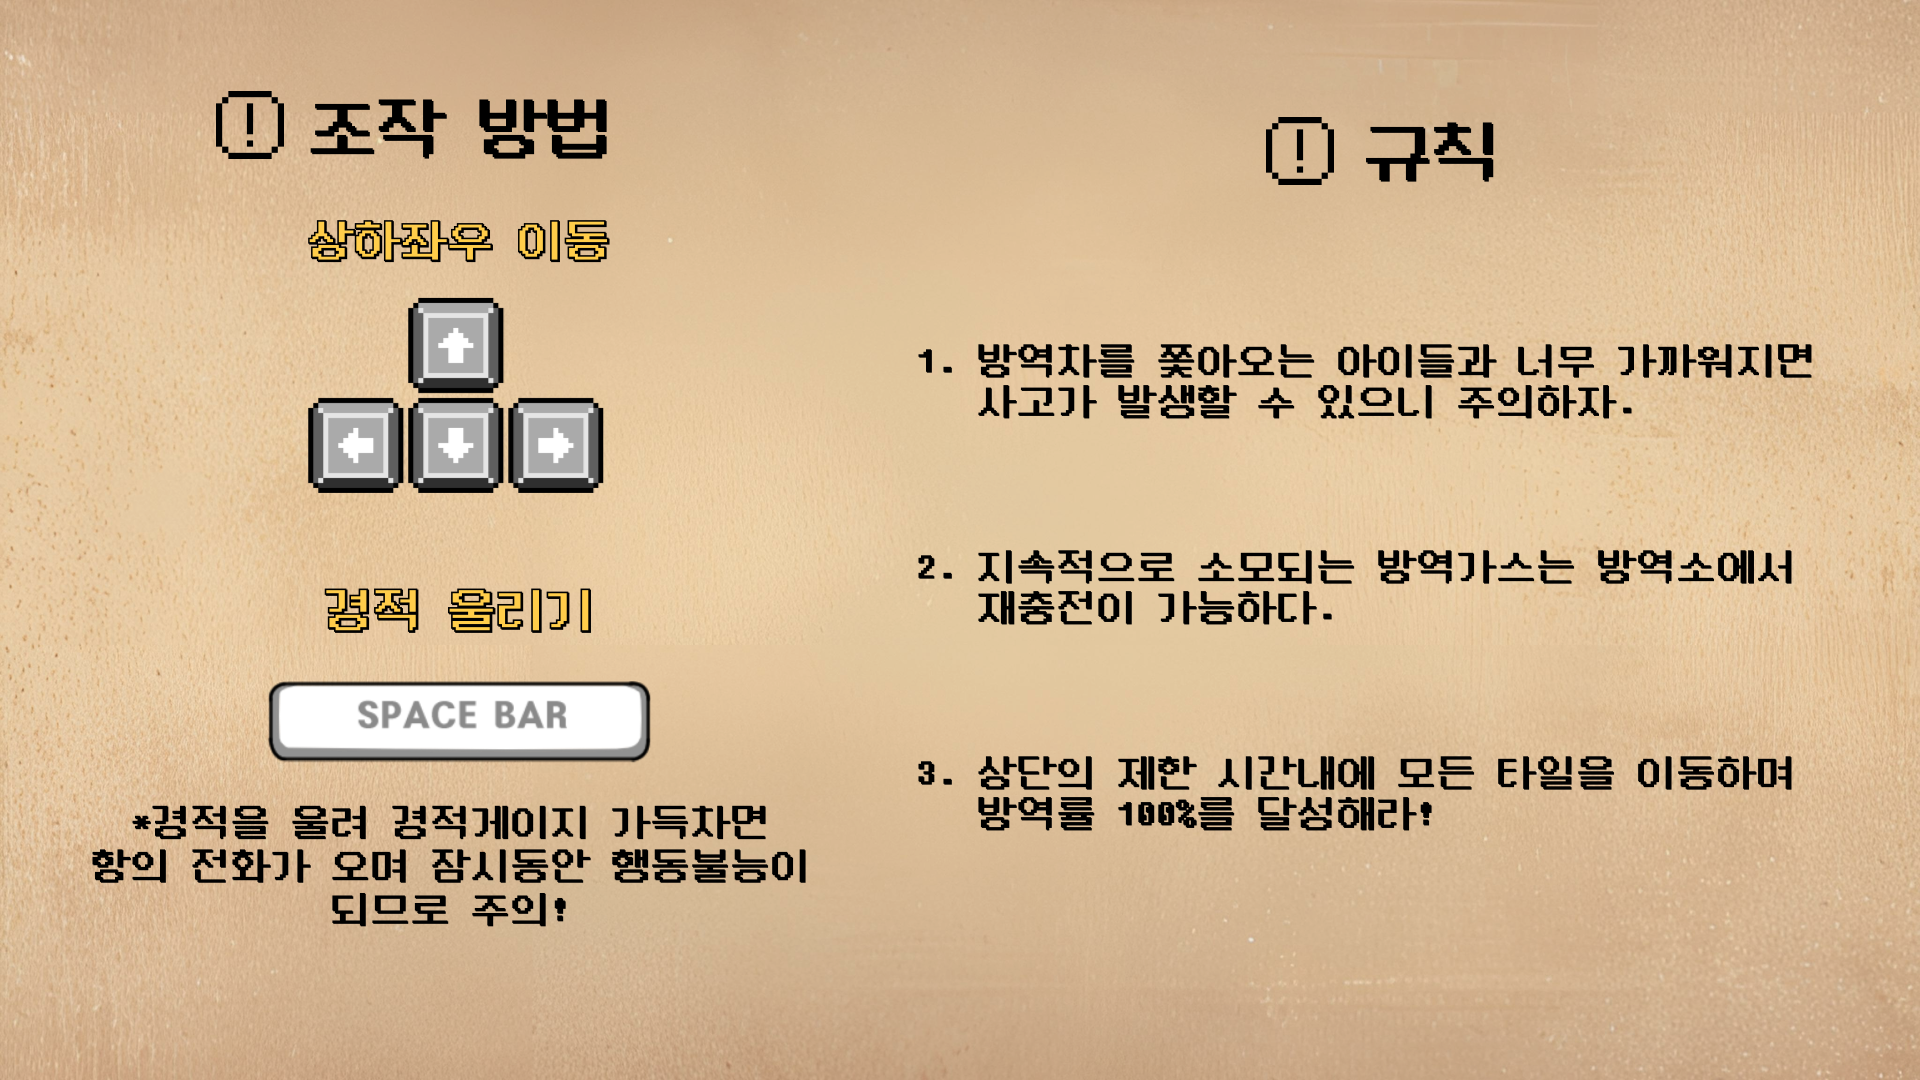 ! 조작 방법
상하좌우 이동
경적 울리기
SPACE BAR
*경적을 울려 경적게이지 가득차면
항의 전화가 오며 잠시동안 행동불능이
되므로 주의!
! 규칙
1. 방역차를 쫓아오는 아이들과 너무 가까워지면
사고가 발생할 수 있으니 주의하자.
2. 지속적으로 소모되는 방역가스는 방역소에서
재충전이 가능하다.
3. 상단의 제한 시간내에 모든 타일을 이동하며
방역률 100%를 달성해라!